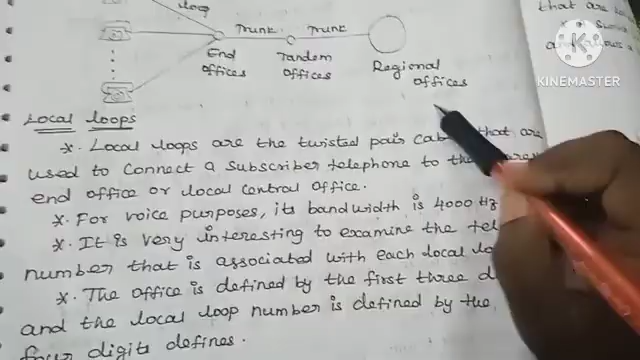 loop
Trunk
Trunk
End
offices
Tandem
offices
Regional
offices
that are
KINEMASTER
Local loops
*. Local loops are the twisted pair that are
used to connect a subscriber telephone to the
end office or local central office.
*. For voice purposes, its bandwidth is 4000 Hz
*. It is very interesting to examine the
number that is associated with each local
*. The office is defined by the first three
and the local loop number is defined by the
four digits defines.